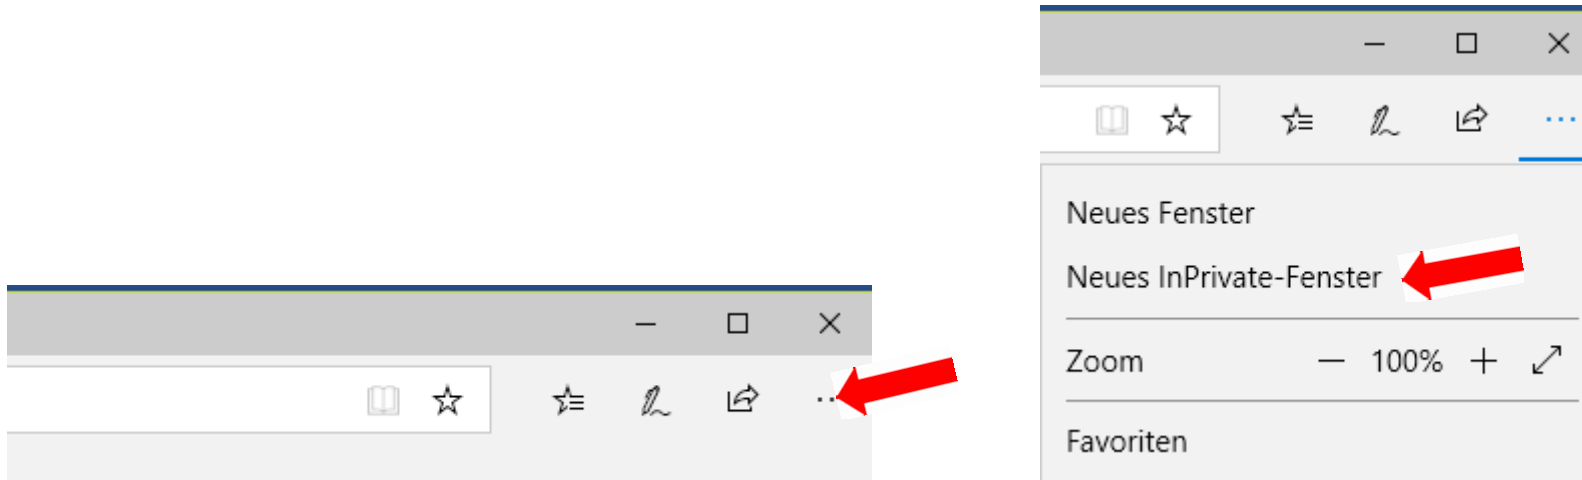 Neues Fenster
Neues InPrivate-Fenster
Zoom — 100% +
Favoriten